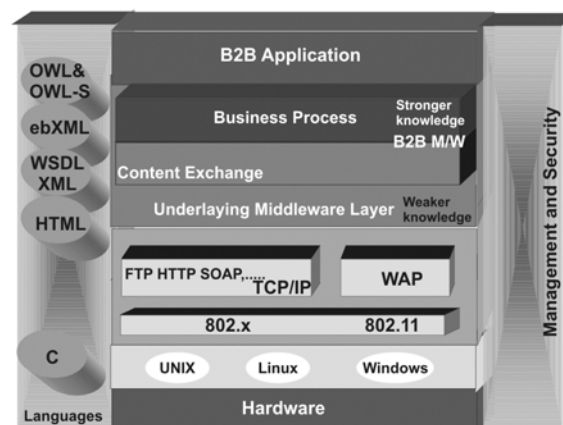 B2B Application
OWL&
OWL-S
ebXML
WSDL
XML
HTML
C
Languages
Business Process
Stronger
knowledge
B2B M/W
Content Exchange
Underlaying Middleware Layer
Weaker
knowledge
FTP HTTP SOAP,.....
TCP/IP
WAP
802.x
802.11
UNIX
Linux
Windows
Hardware
Management and Security